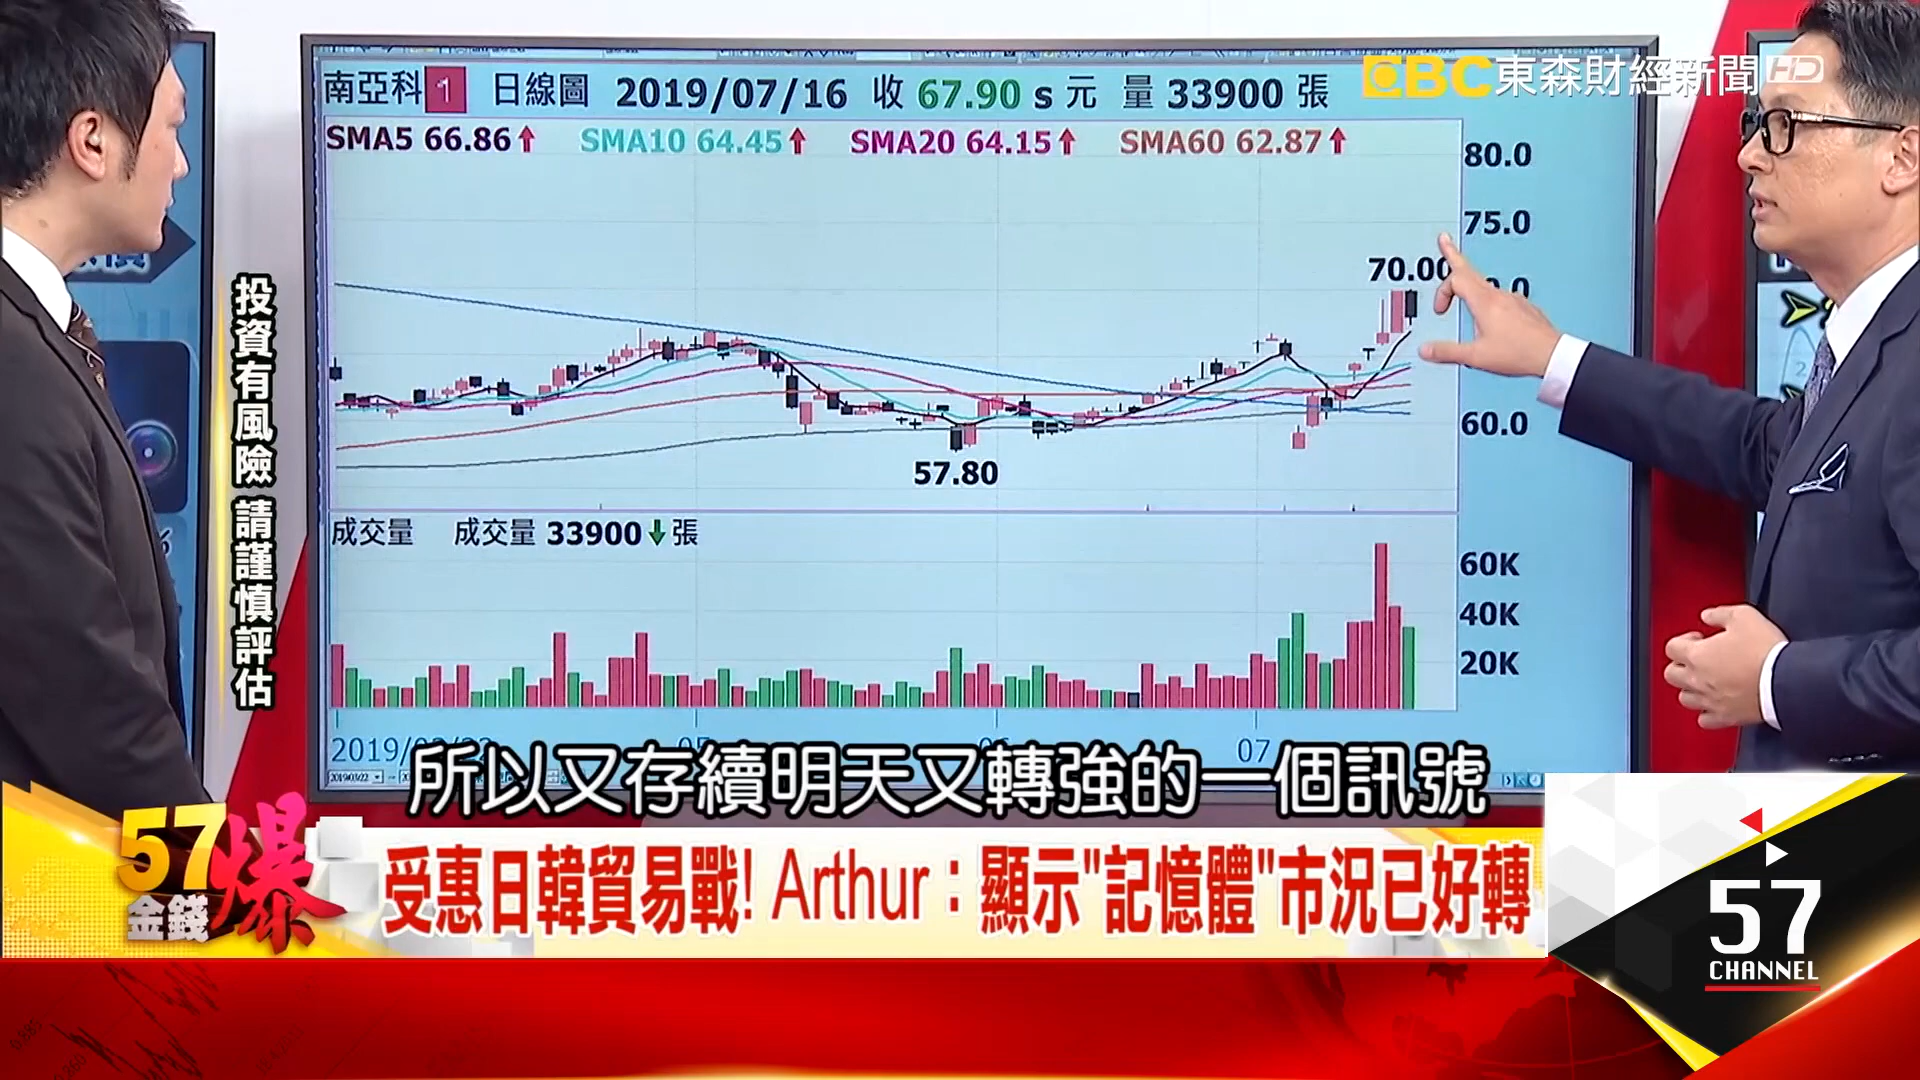 南亞科 1 日線圖 2019/07/16 收 67.90 s 元 量 33900 張
EBC 東森財經新聞 HD
SMA5 66.86↑ SMA10 64.45↑ SMA20 64.15↑ SMA60 62.87↑
80.0
75.0
70.00
60.0
57.80
投資有風險 請謹慎評估
成交量 成交量 33900↓張
60K
40K
20K
07
所以又存續明天又轉強的一個訊號
57金錢爆
受惠日韓貿易戰! Arthur：顯示"記憶體"市況已好轉
57
CHANNEL